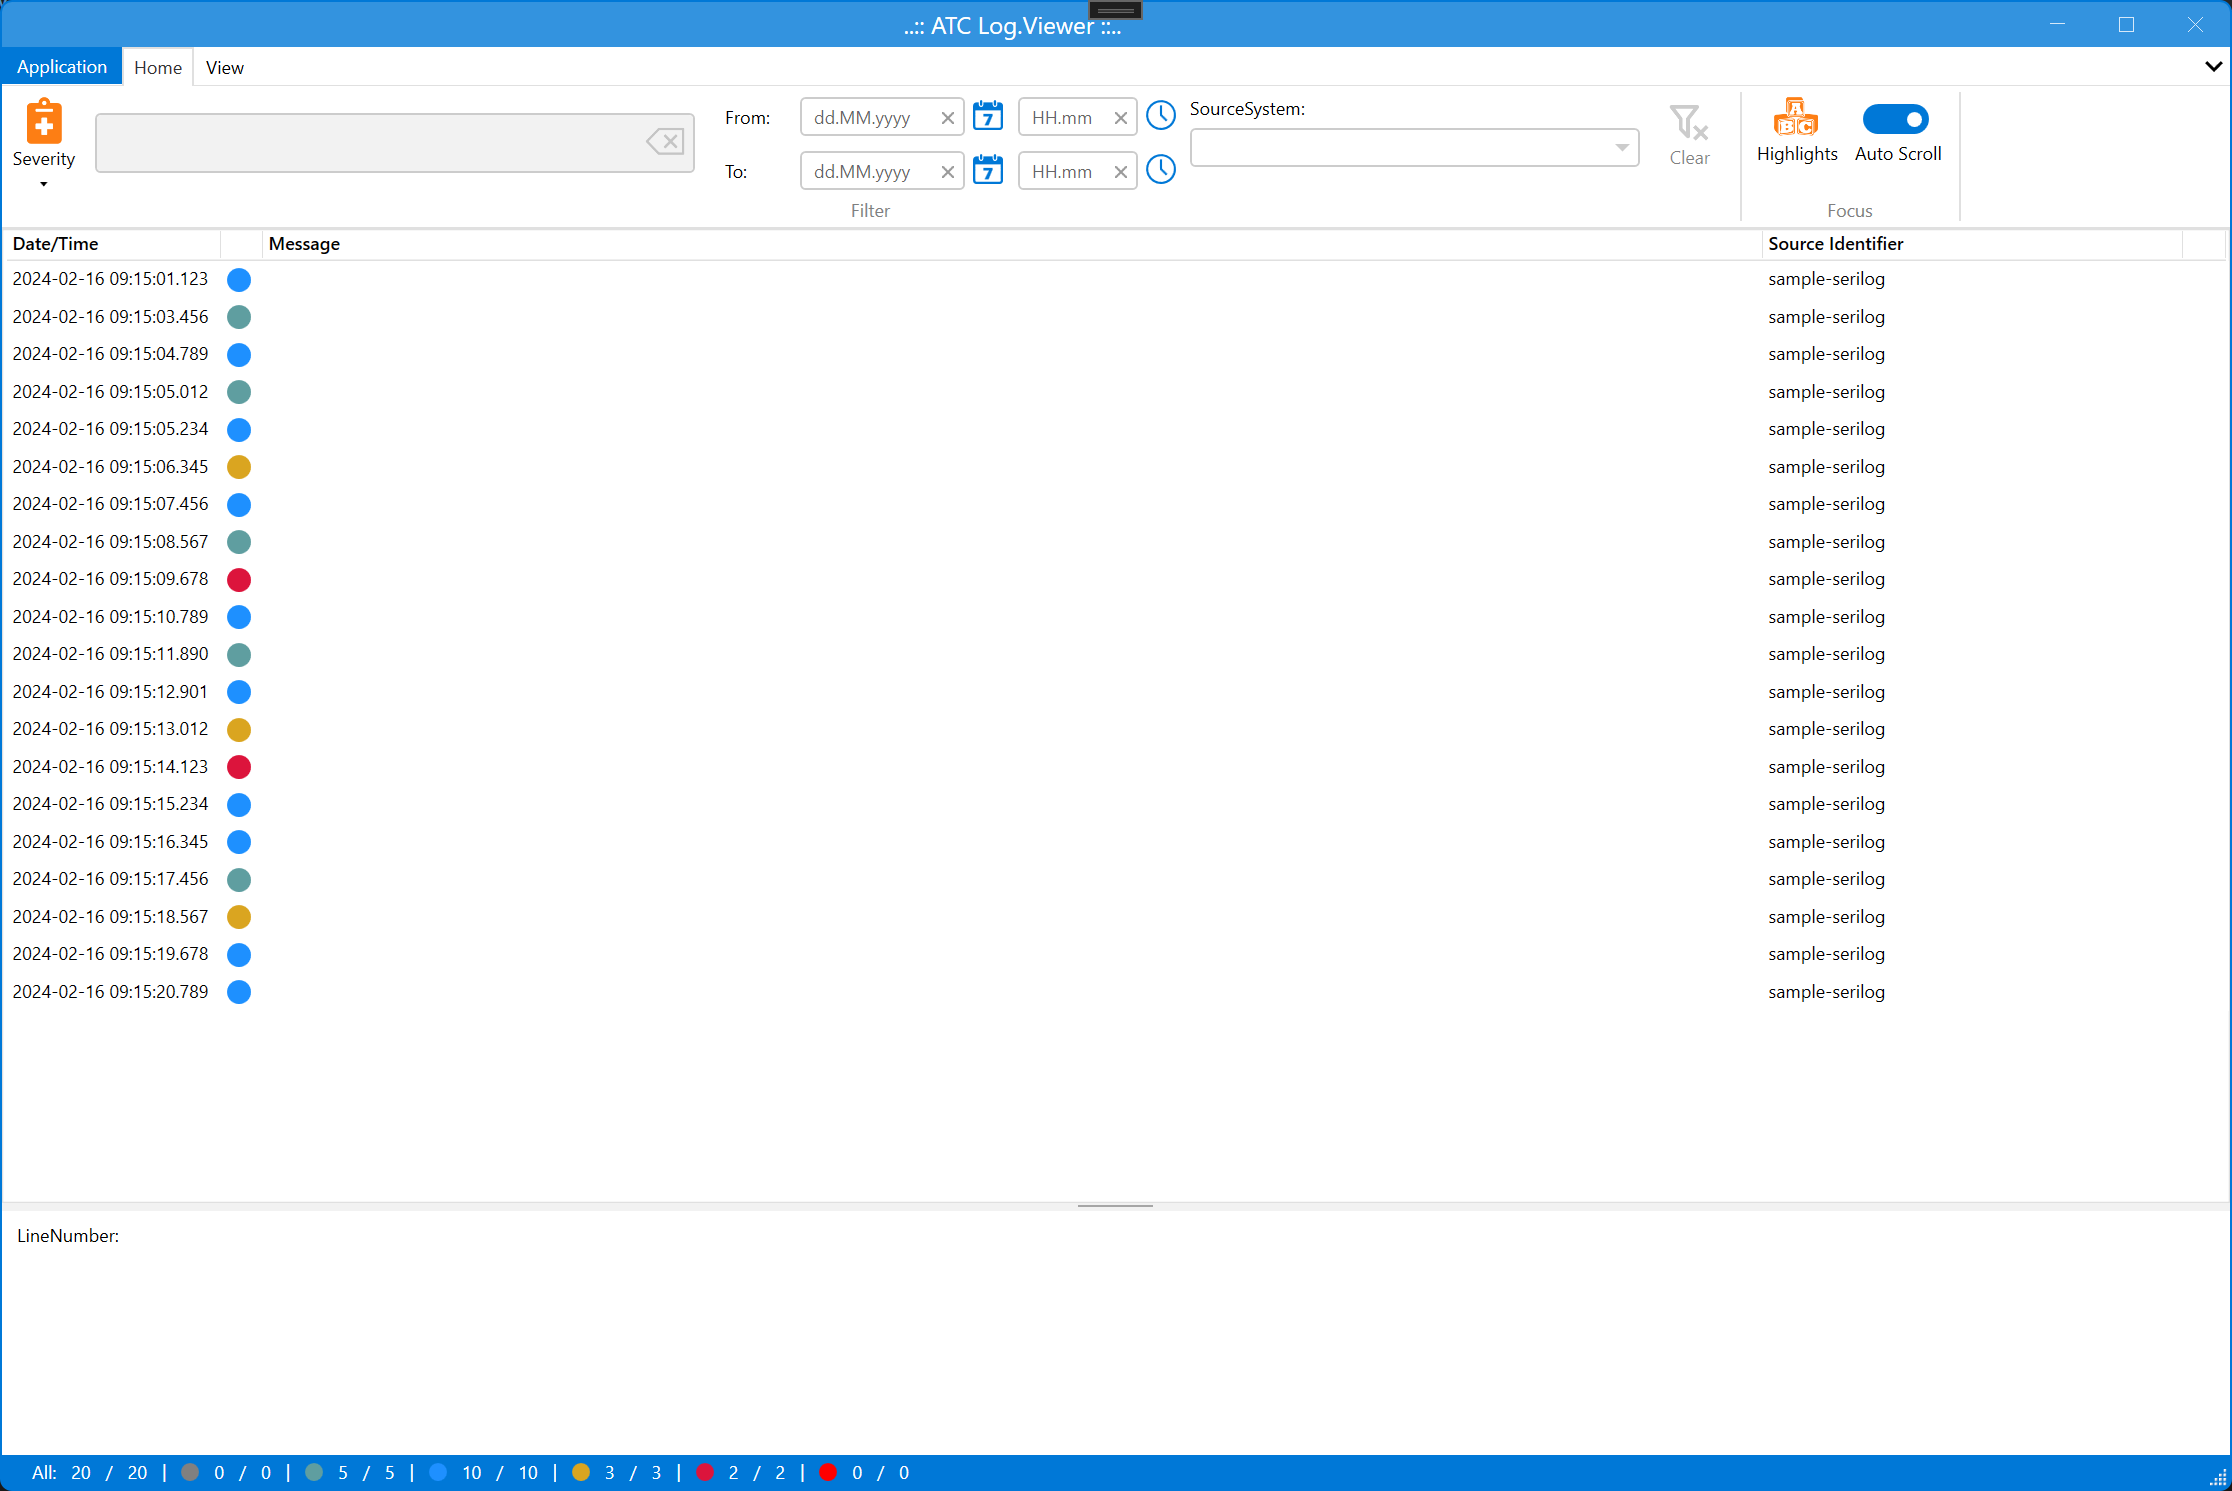 ..:: ATC Log.Viewer ::..
Application Home View
Severity
From: dd.MM.yyyy 7 HH.mm
SourceSystem:
To: dd.MM.yyyy 7 HH.mm
Clear
A B C
Highlights Auto Scroll
Filter Focus
Date/Time Message Source Identifier
2024-02-16 09:15:01.123 sample-serilog
2024-02-16 09:15:03.456 sample-serilog
2024-02-16 09:15:04.789 sample-serilog
2024-02-16 09:15:05.012 sample-serilog
2024-02-16 09:15:05.234 sample-serilog
2024-02-16 09:15:06.345 sample-serilog
2024-02-16 09:15:07.456 sample-serilog
2024-02-16 09:15:08.567 sample-serilog
2024-02-16 09:15:09.678 sample-serilog
2024-02-16 09:15:10.789 sample-serilog
2024-02-16 09:15:11.890 sample-serilog
2024-02-16 09:15:12.901 sample-serilog
2024-02-16 09:15:13.012 sample-serilog
2024-02-16 09:15:14.123 sample-serilog
2024-02-16 09:15:15.234 sample-serilog
2024-02-16 09:15:16.345 sample-serilog
2024-02-16 09:15:17.456 sample-serilog
2024-02-16 09:15:18.567 sample-serilog
2024-02-16 09:15:19.678 sample-serilog
2024-02-16 09:15:20.789 sample-serilog
LineNumber:
All: 20 / 20 | 0 / 0 | 5 / 5 | 10 / 10 | 3 / 3 | 2 / 2 | 0 / 0